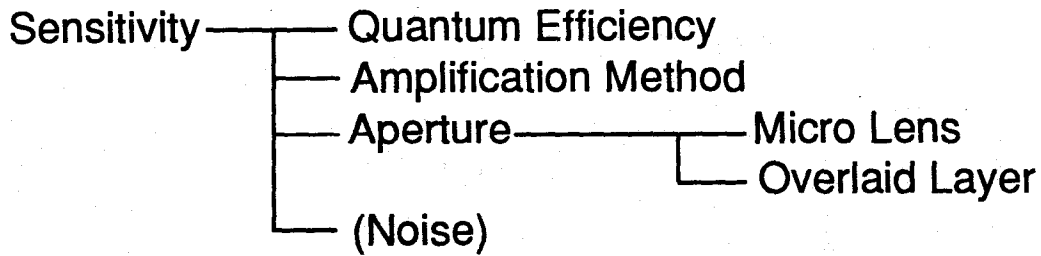 Sensitivity Quantum Efficiency
Amplification Method
Aperture Micro Lens
Overlaid Layer
(Noise)